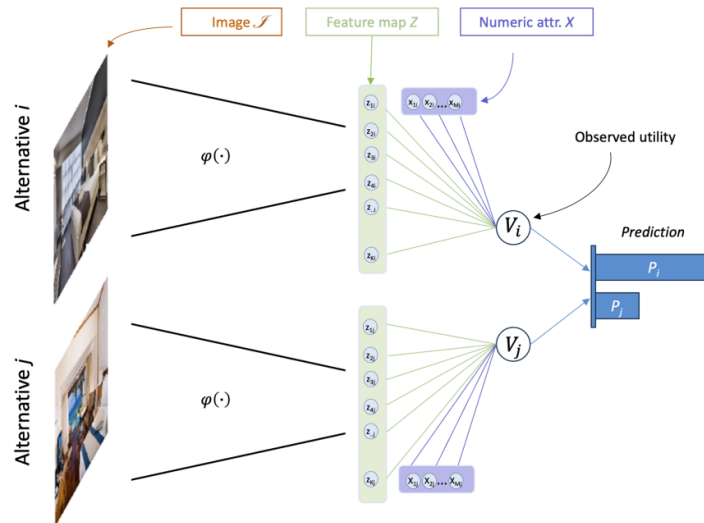 Image 𝒥
Feature map Z
Numeric attr. X
Alternative i
φ(·)
z1i
z2i
z3i
z4i
z..i
zKi
x1i x2i ... xMi
Observed utility
Vi
Prediction
Pi
Pj
Alternative j
φ(·)
z1j
z2j
z3j
z4j
z..j
zKj
Vj
x1j x2j ... xMj